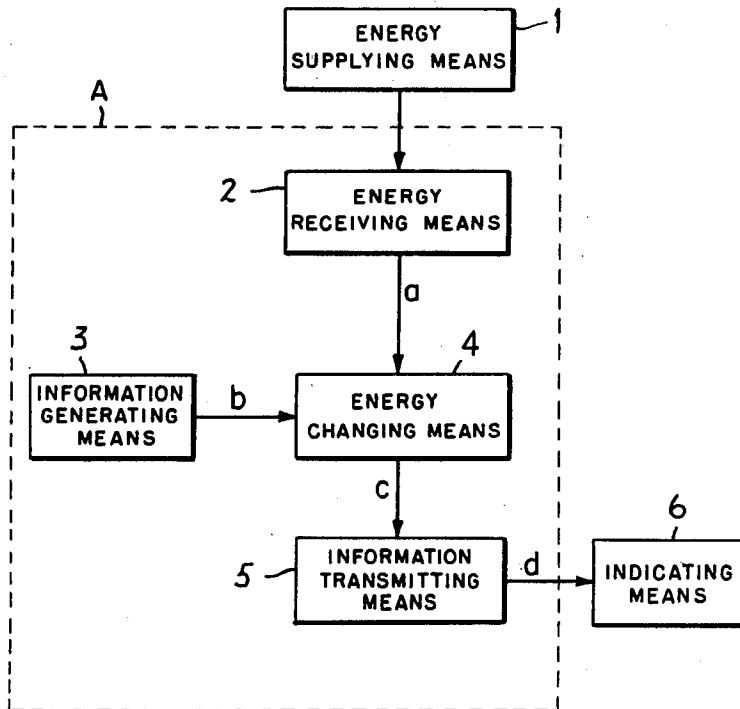 ENERGY
SUPPLYING MEANS
1
A
2
ENERGY
RECEIVING MEANS
a
3
INFORMATION
GENERATING
MEANS
b
4
ENERGY
CHANGING MEANS
c
5
INFORMATION
TRANSMITTING
MEANS
d
6
INDICATING
MEANS